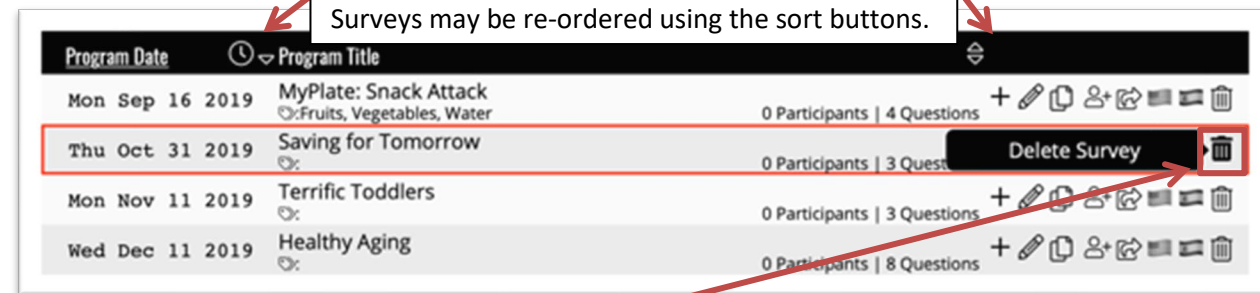 Surveys may be re-ordered using the sort buttons.
Program Date Program Title
Mon Sep 16 2019 MyPlate: Snack Attack
:Fruits, Vegetables, Water 0 Participants | 4 Questions
Thu Oct 31 2019 Saving for Tomorrow
: 0 Participants | 3 Quest Delete Survey
Mon Nov 11 2019 Terrific Toddlers
: 0 Participants | 3 Questions
Wed Dec 11 2019 Healthy Aging
: 0 Participants | 8 Questions